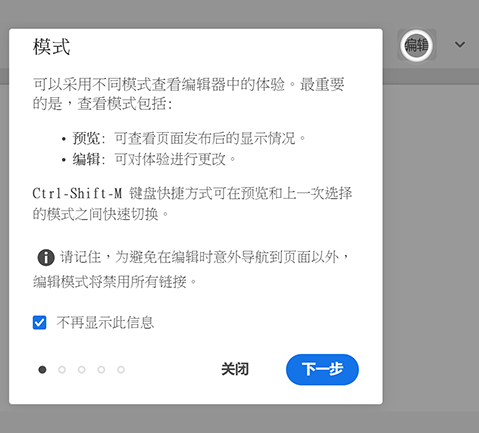 编辑
模式
可以采用不同模式查看编辑器中的体验。最重要
的是，查看模式包括:
• 预览: 可查看页面发布后的显示情况。
• 编辑: 可对体验进行更改。
Ctrl-Shift-M 键盘快捷方式可在预览和上一次选择
的模式之间快速切换。
请记住，为避免在编辑时意外导航到页面以外，
编辑模式将禁用所有链接。
不再显示此信息
关闭 下一步